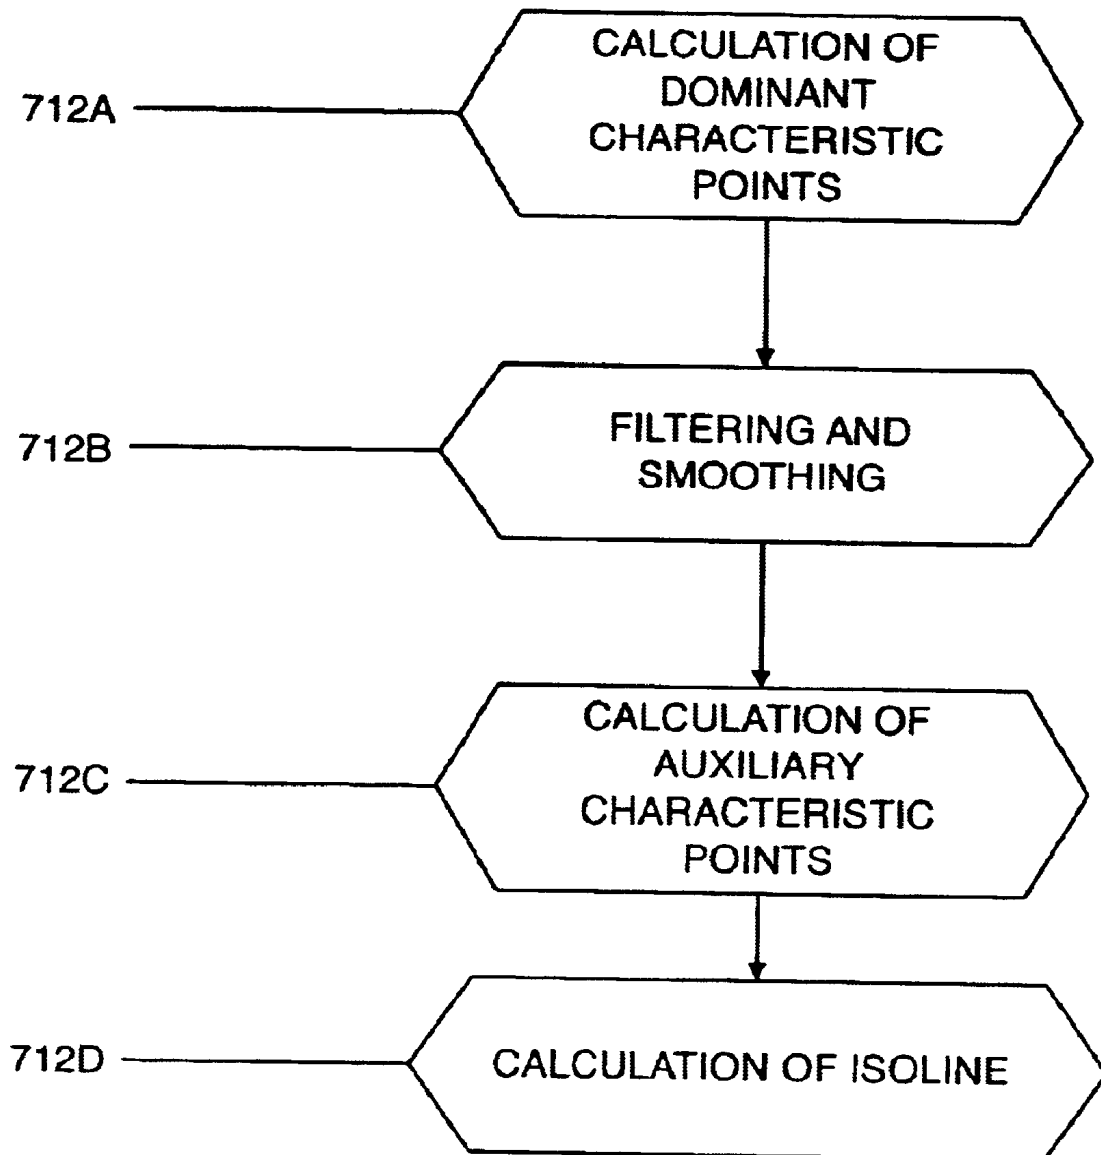 CALCULATION OF
DOMINANT
CHARACTERISTIC
POINTS
712A
FILTERING AND
SMOOTHING
712B
CALCULATION OF
AUXILIARY
CHARACTERISTIC
POINTS
712C
CALCULATION OF ISOLINE
712D